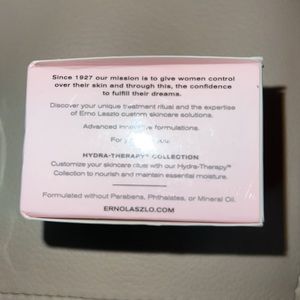 Since 1927 our mission is to give women control
over their skin and through this, the confidence
to fulfill their dreams.
Discover your unique treatment ritual and the expertise
of Erno Laszlo custom skincare solutions.
Advanced innovative formulations.
For
HYDRA-THERAPY® COLLECTION
Customize your skincare ritual with our Hydra-Therapy™
Collection to nourish and maintain essential moisture.
Formulated without Parabens, Phthalates, or Mineral Oil.
ERNOLASZLO.COM